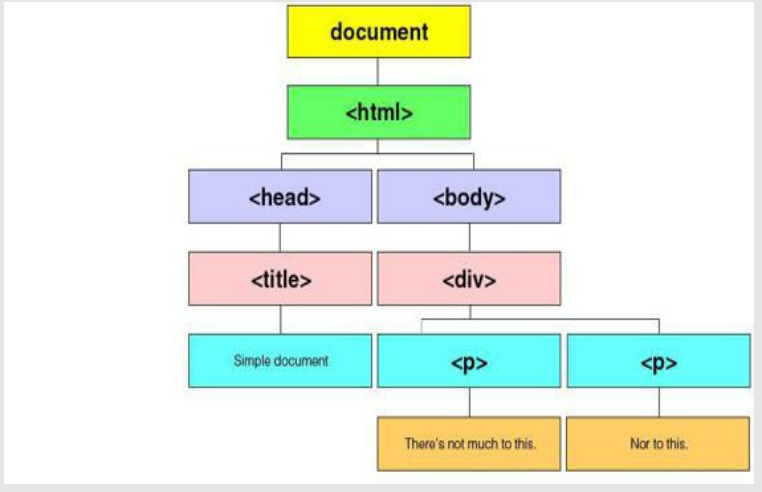 document
<html>
<head> <body>
<title> <div>
Simple document <p> <p>
There's not much to this. Nor to this.